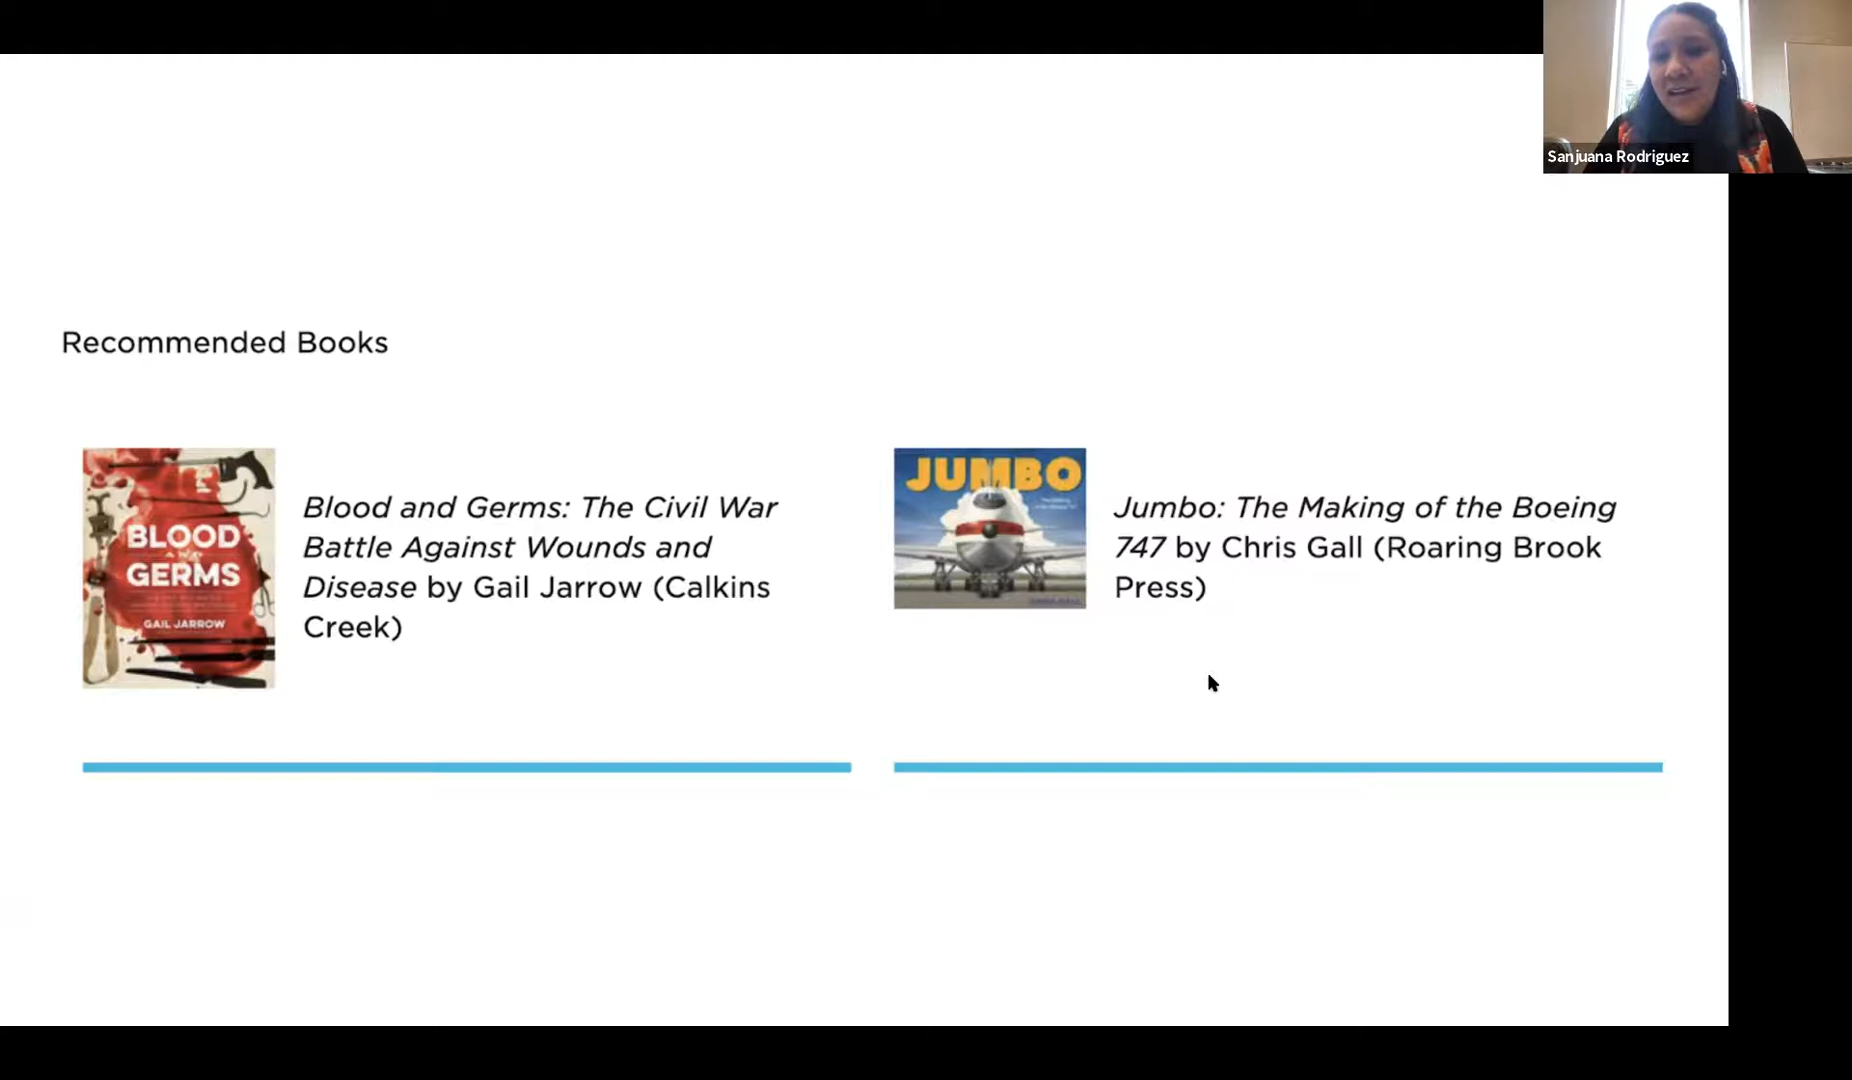 Sanjuana Rodriguez
Recommended Books
BLOOD
AND
GERMS
GAIL JARROW
Blood and Germs: The Civil War
Battle Against Wounds and
Disease by Gail Jarrow (Calkins
Creek)
JUMBO
Jumbo: The Making of the Boeing
747 by Chris Gall (Roaring Brook
Press)